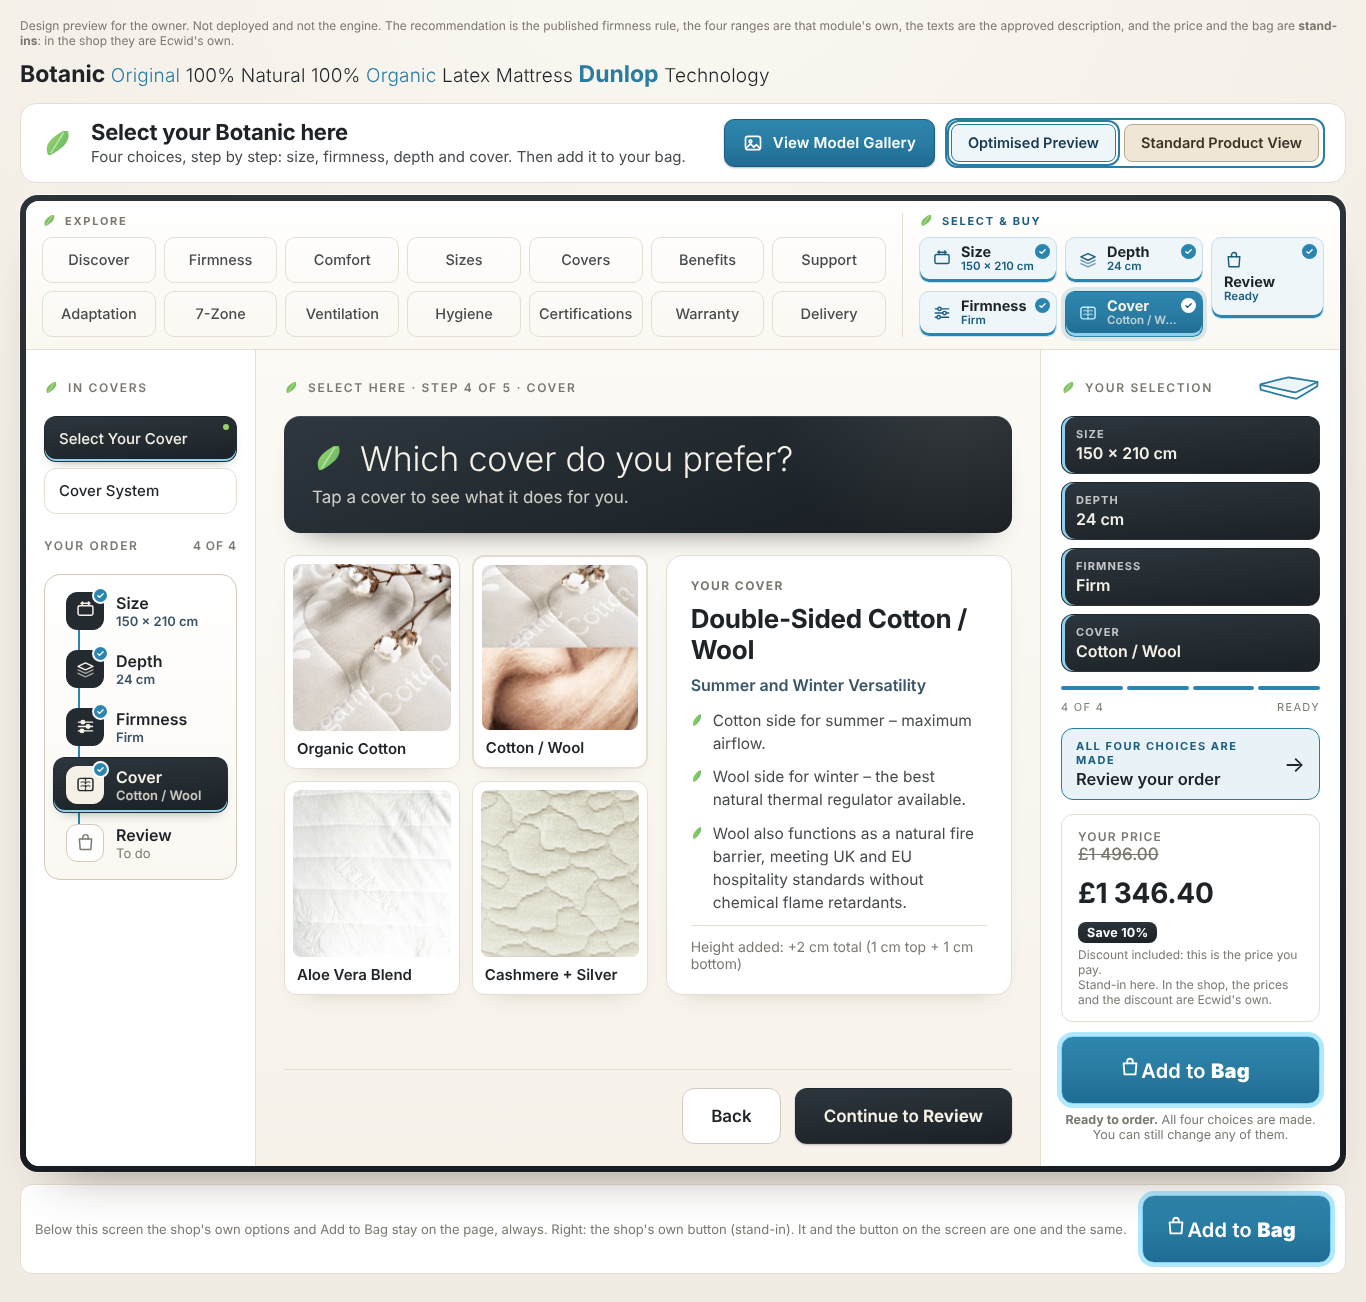 Design preview for the owner. Not deployed and not the engine. The recommendation is the published firmness rule, the four ranges are that module's own, the texts are the approved description, and the price and the bag are stand-
ins: in the shop they are Ecwid's own.
Botanic Original 100% Natural 100% Organic Latex Mattress Dunlop Technology
Select your Botanic here
Four choices, step by step: size, firmness, depth and cover. Then add it to your bag.
View Model Gallery
Optimised Preview
Standard Product View
EXPLORE
Discover
Firmness
Comfort
Sizes
Covers
Benefits
Support
Adaptation
7-Zone
Ventilation
Hygiene
Certifications
Warranty
Delivery
SELECT & BUY
Size
150 × 210 cm
Depth
24 cm
Firmness
Firm
Cover
Cotton / W...
Review
Ready
IN COVERS
Select Your Cover
Cover System
YOUR ORDER 4 OF 4
Size
150 × 210 cm
Depth
24 cm
Firmness
Firm
Cover
Cotton / Wool
Review
To do
SELECT HERE · STEP 4 OF 5 · COVER
Which cover do you prefer?
Tap a cover to see what it does for you.
Organic Cotton
Cotton / Wool
Aloe Vera Blend
Cashmere + Silver
YOUR COVER
Double-Sided Cotton /
Wool
Summer and Winter Versatility
Cotton side for summer – maximum
airflow.
Wool side for winter – the best
natural thermal regulator available.
Wool also functions as a natural fire
barrier, meeting UK and EU
hospitality standards without
chemical flame retardants.
Height added: +2 cm total (1 cm top + 1 cm
bottom)
Back
Continue to Review
YOUR SELECTION
SIZE
150 × 210 cm
DEPTH
24 cm
FIRMNESS
Firm
COVER
Cotton / Wool
4 OF 4 READY
ALL FOUR CHOICES ARE
MADE
Review your order
YOUR PRICE
£1 496.00
£1 346.40
Save 10%
Discount included: this is the price you
pay.
Stand-in here. In the shop, the prices
and the discount are Ecwid's own.
Add to Bag
Ready to order. All four choices are made.
You can still change any of them.
Below this screen the shop's own options and Add to Bag stay on the page, always. Right: the shop's own button (stand-in). It and the button on the screen are one and the same.
Add to Bag